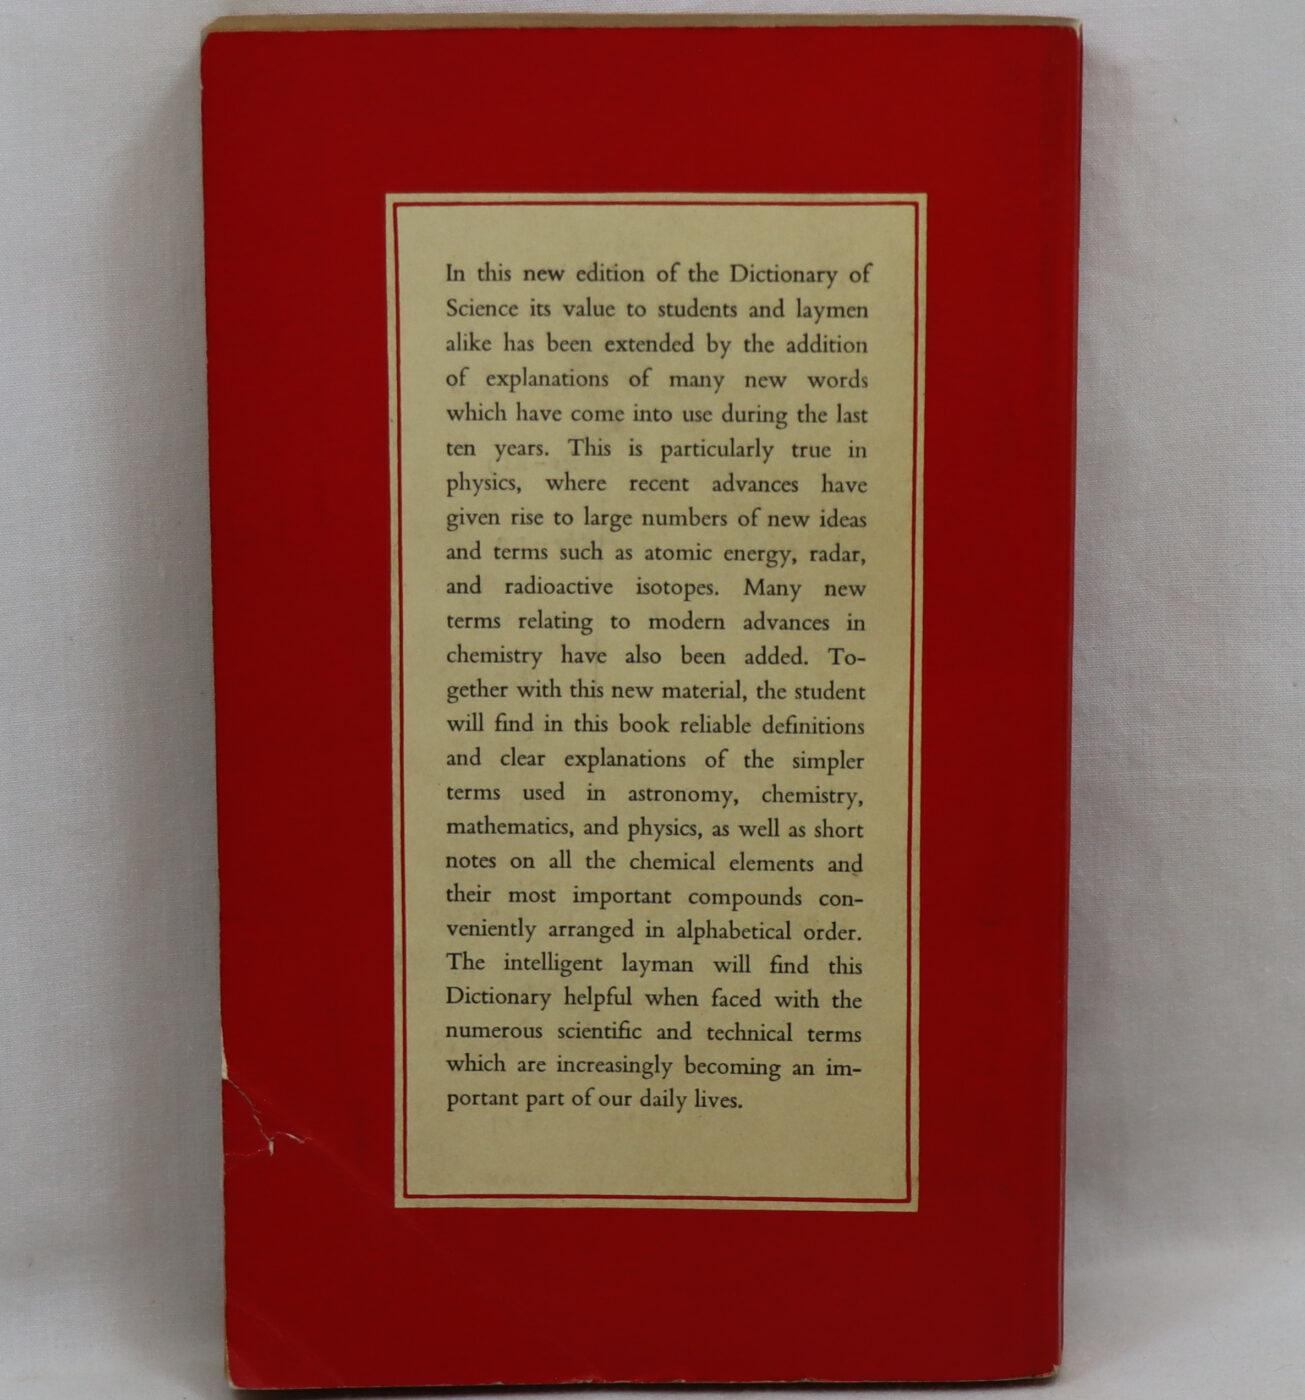 In this new edition of the Dictionary of
Science its value to students and laymen
alike has been extended by the addition
of explanations of many new words
which have come into use during the last
ten years. This is particularly true in
physics, where recent advances have
given rise to large numbers of new ideas
and terms such as atomic energy, radar,
and radioactive isotopes. Many new
terms relating to modern advances in
chemistry have also been added. To-
gether with this new material, the student
will find in this book reliable definitions
and clear explanations of the simpler
terms used in astronomy, chemistry,
mathematics, and physics, as well as short
notes on all the chemical elements and
their most important compounds con-
veniently arranged in alphabetical order.
The intelligent layman will find this
Dictionary helpful when faced with the
numerous scientific and technical terms
which are increasingly becoming an im-
portant part of our daily lives.